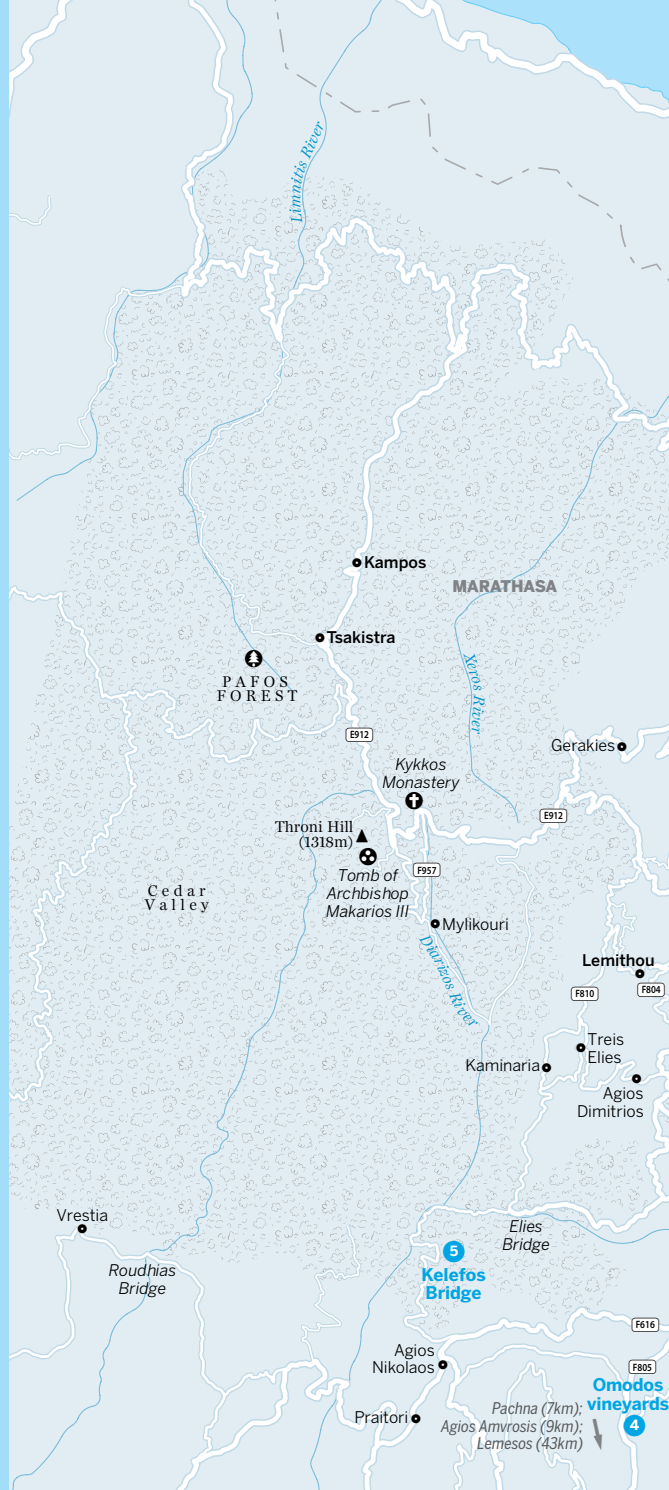 Limnitis River
Kampos
MARATHASA
Tsakistra
PAFOS
FOREST
Xeros River
E912
Gerakies
Kykkos
Monastery
E912
Throni Hill
(1318m)
F957
Tomb of
Archbishop
Makarios III
Cedar
Valley
Mylikouri
Diarizos River
Lemithou
F810
F804
Treis
Elies
Kaminaria
Agios
Dimitrios
Vrestia
Elies
Bridge
5
Kelefos
Bridge
Roudhias
Bridge
F616
Agios
Nikolaos
F805
Omodos
vineyards
4
Praitori
Pachna (7km);
Agios Amvrosis (9km);
Lemesos (43km)